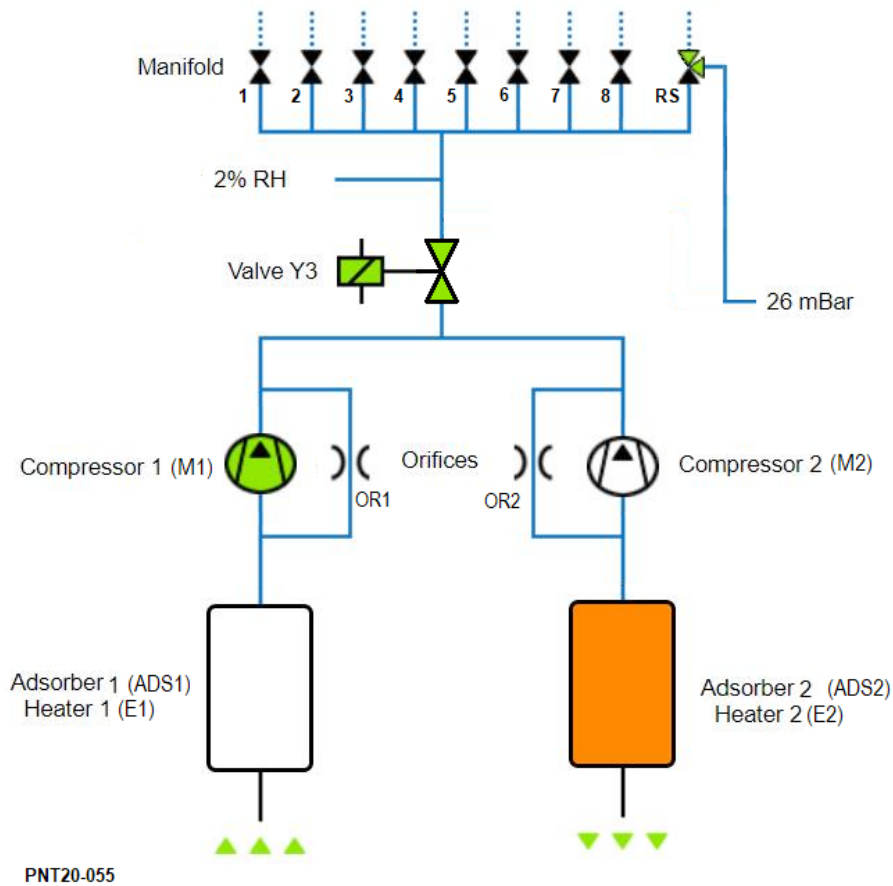 Manifold
1 2 3 4 5 6 7 8 RS
2% RH
Valve Y3
26 mBar
Compressor 1 (M1)
Orifices
Compressor 2 (M2)
OR1
OR2
Adsorber 1 (ADS1)
Heater 1 (E1)
Adsorber 2 (ADS2)
Heater 2 (E2)
PNT20-055